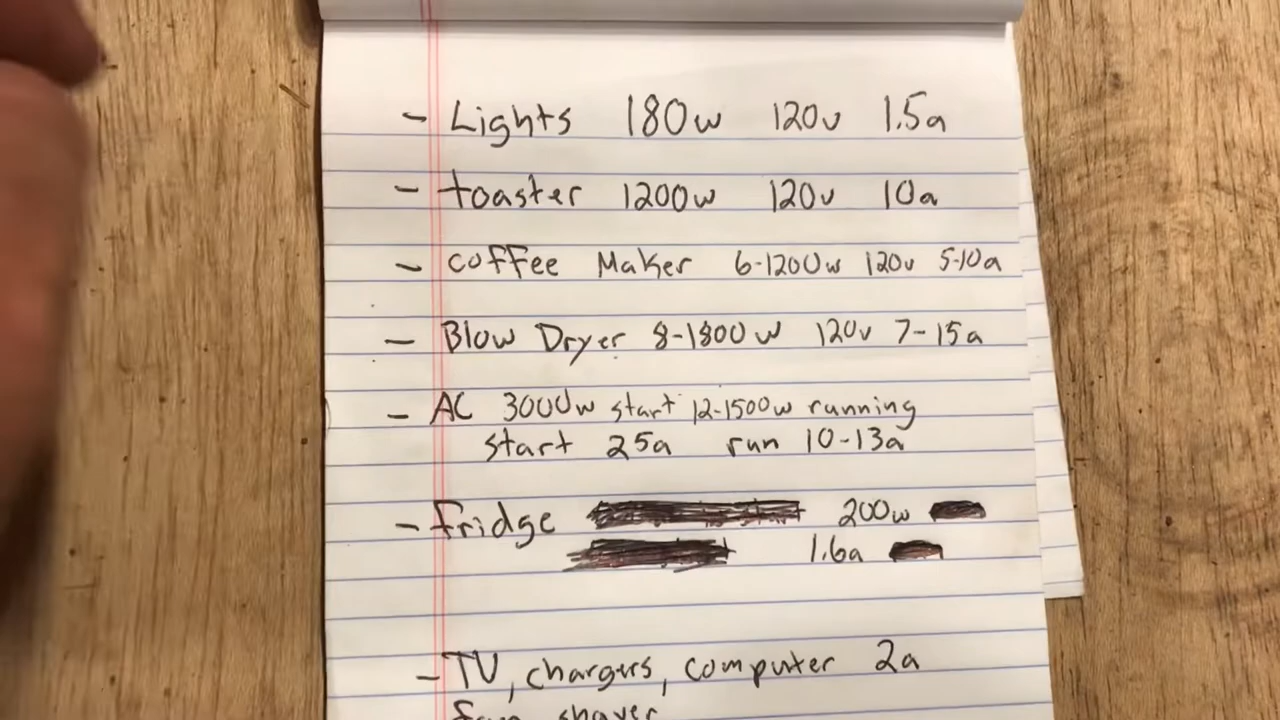 - Lights 180w 120v 1.5a
- toaster 1200w 120v 10a
- coffee Maker 6-1200w 120v 5-10a
- Blow Dryer 8-1800w 120v 7-15a
- AC 3000w start 12-1500w running
start 25a run 10-13a
- fridge 200w
1.6a
- TV, chargers, computer 2a
shaver